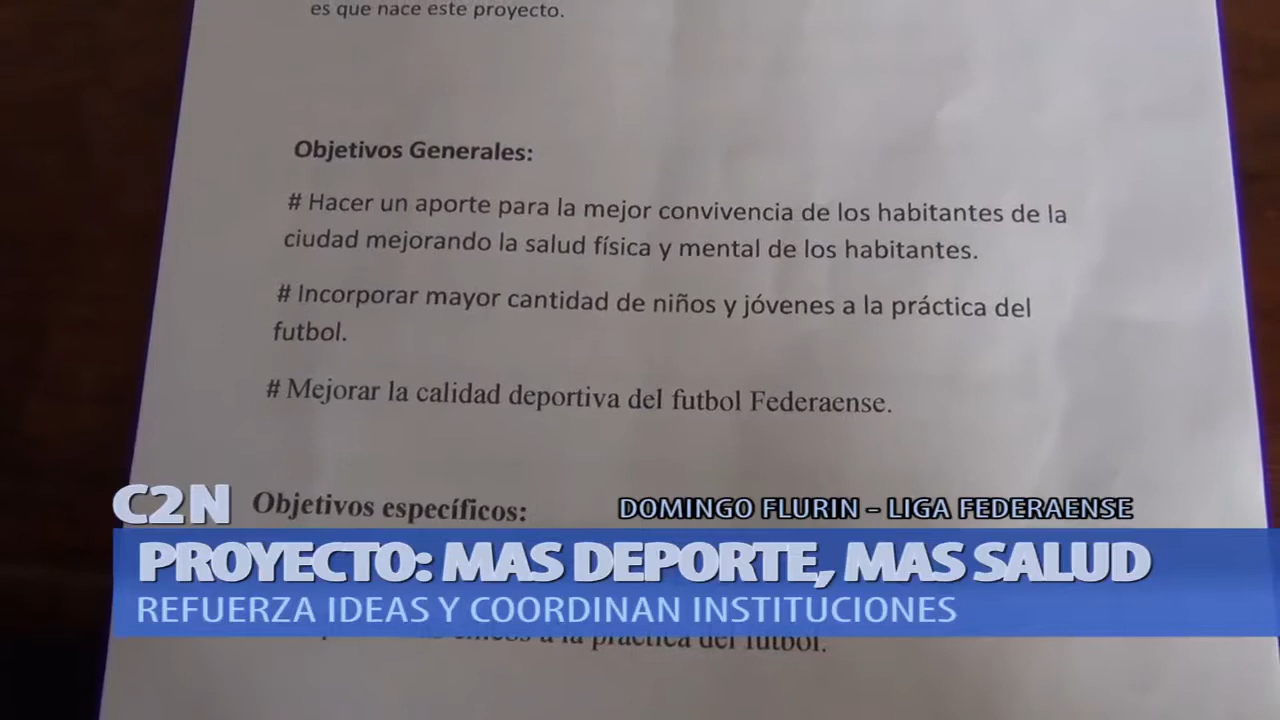 es que nace este proyecto.
Objetivos Generales:
# Hacer un aporte para la mejor convivencia de los habitantes de la
ciudad mejorando la salud física y mental de los habitantes.
# Incorporar mayor cantidad de niños y jóvenes a la práctica del
futbol.
# Mejorar la calidad deportiva del futbol Federaense.
Objetivos específicos:
C2N
DOMINGO FLURIN – LIGA FEDERAENSE
PROYECTO: MAS DEPORTE, MAS SALUD
REFUERZA IDEAS Y COORDINAN INSTITUCIONES
a la práctica del futbol.